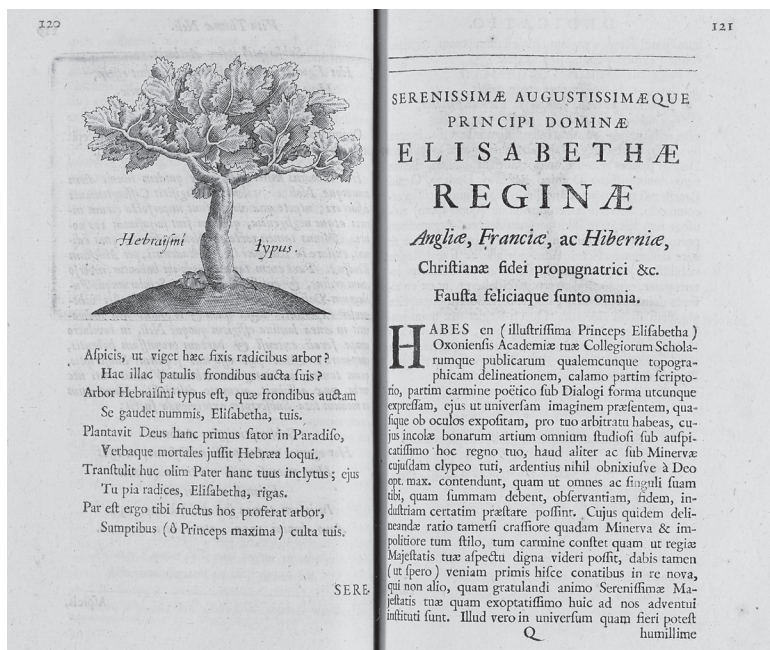 120
Hebraiſmi typus.
Aſpicis, ut viget hæc fixis radicibus arbor?
Hac illac patulis frondibus aucta ſuis?
Arbor Hebraiſmi typus eſt, quæ frondibus auctam
Se gaudet nummis, Eliſabetha, tuis.
Plantavit Deus hanc primus ſator in Paradiſo,
Verbaque mortales juſſit Hebræa loqui.
Tranſtulit huc olim Pater hanc tuus inclytus; ejus
Tu pia radices, Eliſabetha, rigas.
Par eſt ergo tibi fructus hos proferat arbor,
Sumptibus (ô Princeps maxima) culta tuis.
SERE-
121
SERENISSIMÆ AUGUSTISSIMÆQUE
PRINCIPI DOMINÆ
ELISABETHÆ
REGINÆ
Angliæ, Franciæ, ac Hiberniæ,
Chriſtianæ fidei propugnatrici &c.
Fauſta feliciaque ſunto omnia.
HABES en (illuſtriſſima Princeps Eliſabetha)
Oxonienſis Academiæ tuæ Collegiorum Schola-
rumque publicarum qualemcunque topogra-
phicam delineationem, calamo partim ſcripto-
rio, partim carmine poëtico ſub Dialogi forma utcunque
expreſſam, ejus ut univerſam imaginem præſentem, qua-
ſique ob oculos expoſitam, pro tuo arbitratu habeas, cu-
jus incolæ bonarum artium omnium ſtudioſi ſub auſpi-
catiſſimo hoc regno tuo, haud aliter ac ſub Minervæ
cujuſdam clypeo tuti, ardentius nihil obnixiuſve à Deo
opt. max. contendunt, quam ut omnes ac ſinguli ſuam
tibi, quam ſummam debent, obſervantiam, fidem, in-
duſtriam certatim præſtare poſſint. Cujus quidem deli-
neandæ ratio tametſi craſſiore quadam Minerva & im-
politiore tum ſtilo, tum carmine conſtet quam ut regiæ
Majeſtatis tuæ aſpectu digna videri poſſit, dabis tamen
(ut ſpero) veniam primis hiſce conatibus in re nova,
qui non alio, quam gratulandi animo Sereniſſimæ Ma-
jeſtatis tuæ quam exoptatiſſimo huic ad nos adventui
inſtituti ſunt. Illud vero in univerſum quam fieri poteſt
Q humillime